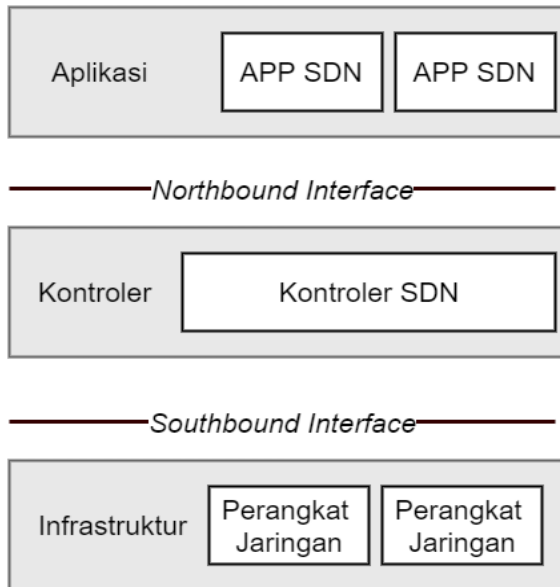 Aplikasi
APP SDN
APP SDN
Northbound Interface
Kontroler
Kontroler SDN
Southbound Interface
Infrastruktur
Perangkat
Jaringan
Perangkat
Jaringan